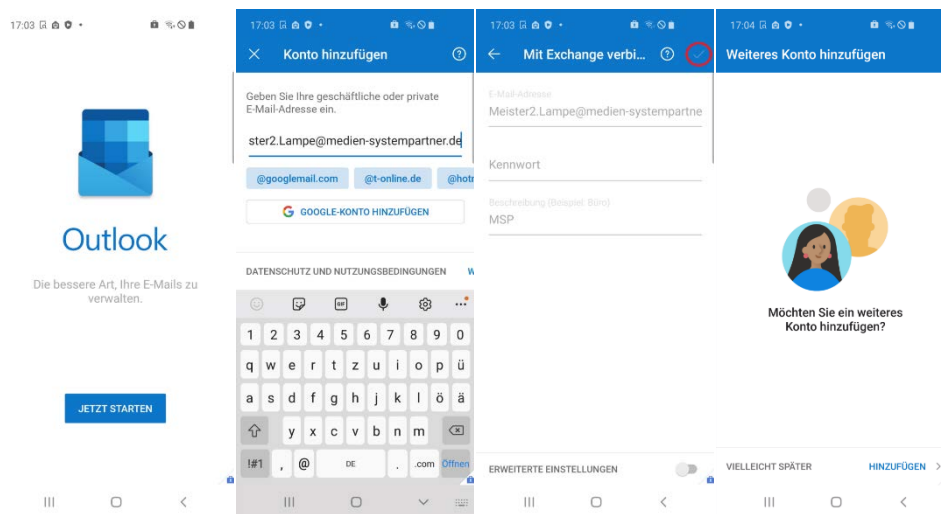 17:03
Outlook
Die bessere Art, Ihre E-Mails zu
verwalten.
JETZT STARTEN
17:03
Konto hinzufügen
Geben Sie Ihre geschäftliche oder private
E-Mail-Adresse ein.
ster2.Lampe@medien-systempartner.de
@googlemail.com @t-online.de @hotr
G GOOGLE-KONTO HINZUFÜGEN
DATENSCHUTZ UND NUTZUNGSBEDINGUNGEN W
GIF
1 2 3 4 5 6 7 8 9 0
q w e r t z u i o p ü
a s d f g h j k l ö ä
y x c v b n m
!#1 , @ DE . .com Öffnen
17:03
Mit Exchange verbi...
E-Mail-Adresse
Meister2.Lampe@medien-systempartne
Kennwort
Beschreibung (Beispiel: Büro)
MSP
ERWEITERTE EINSTELLUNGEN
17:04
Weiteres Konto hinzufügen
Möchten Sie ein weiteres
Konto hinzufügen?
VIELLEICHT SPÄTER HINZUFÜGEN >